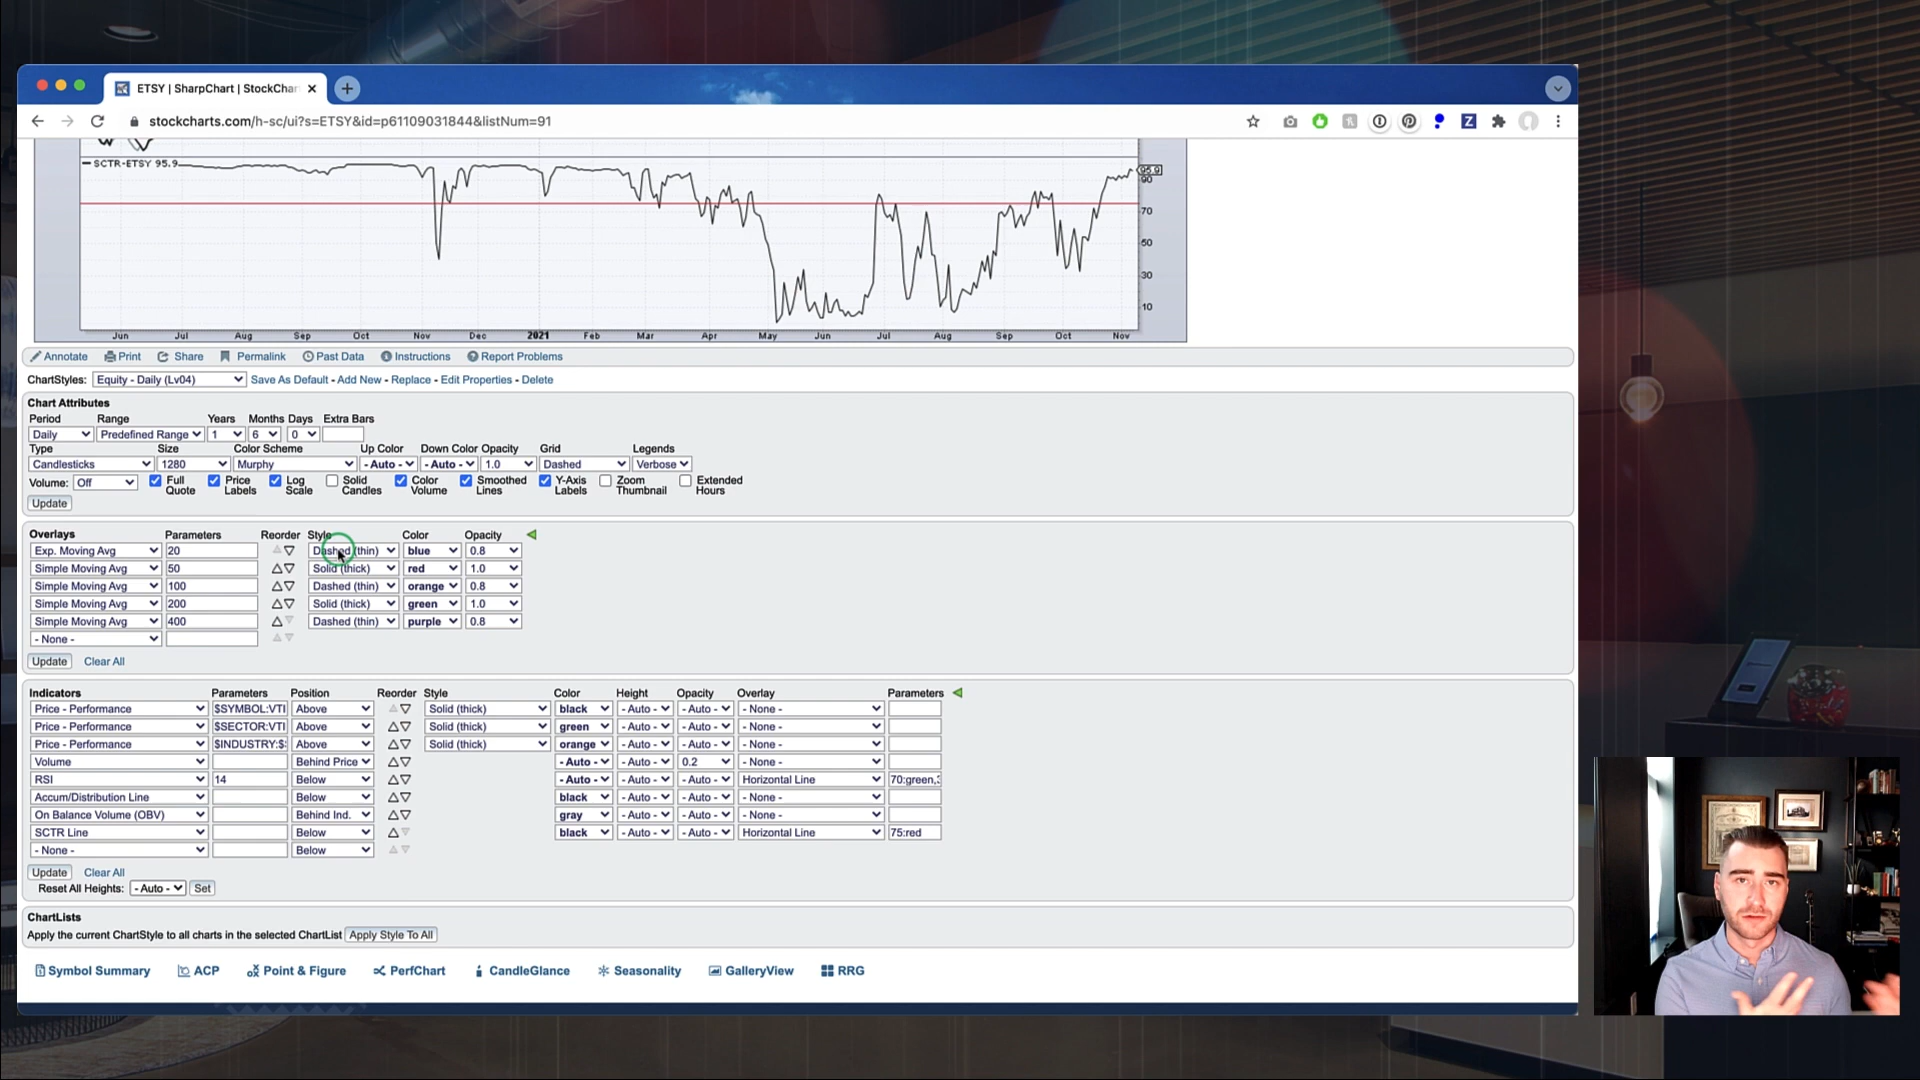 ETSY | SharpChart | StockChar
stockcharts.com/h-sc/ui?s=ETSY&id=p61109031844&listNum=91
SCTR-ETSY 95.9
95.9
90
70
50
30
10
Jun Jul Aug Sep Oct Nov Dec 2021 Feb Mar Apr May Jun Jul Aug Sep Oct Nov
Annotate Print Share Permalink Past Data Instructions Report Problems
ChartStyles: Equity - Daily (Lv04) Save As Default - Add New - Replace - Edit Properties - Delete
Chart Attributes
Period Range Years Months Days Extra Bars
Daily Predefined Range 1 6 0
Type Size Color Scheme Up Color Down Color Opacity Grid Legends
Candlesticks 1280 Murphy - Auto - - Auto - 1.0 Dashed Verbose
Volume: Off Full Quote Price Labels Log Scale Solid Candles Color Volume Smoothed Lines Y-Axis Labels Zoom Thumbnail Extended Hours
Update
Overlays Parameters Reorder Style Color Opacity
Exp. Moving Avg 20 Dashed (thin) blue 0.8
Simple Moving Avg 50 Solid (thick) red 1.0
Simple Moving Avg 100 Dashed (thin) orange 0.8
Simple Moving Avg 200 Solid (thick) green 1.0
Simple Moving Avg 400 Dashed (thin) purple 0.8
- None -
Update Clear All
Indicators Parameters Position Reorder Style Color Height Opacity Overlay Parameters
Price - Performance $SYMBOL:VTI Above Solid (thick) black - Auto - - Auto - - None -
Price - Performance $SECTOR:VTI Above Solid (thick) green - Auto - - Auto - - None -
Price - Performance $INDUSTRY:$ Above Solid (thick) orange - Auto - - Auto - - None -
Volume Behind Price - Auto - - Auto - 0.2 - None -
RSI 14 Below - Auto - - Auto - - Auto - Horizontal Line 70:green,
Accum/Distribution Line Below black - Auto - - Auto - - None -
On Balance Volume (OBV) Behind Ind. gray - Auto - - Auto - - None -
SCTR Line Below black - Auto - - Auto - Horizontal Line 75:red
- None - Below
Update Clear All
Reset All Heights: - Auto - Set
ChartLists
Apply the current ChartStyle to all charts in the selected ChartList Apply Style To All
Symbol Summary ACP Point & Figure PerfChart CandleGlance Seasonality GalleryView RRG